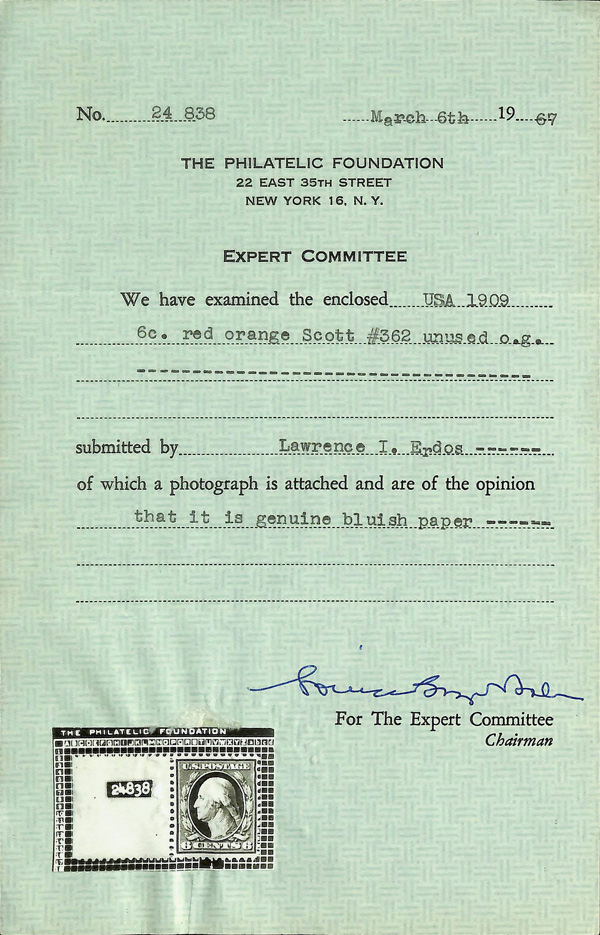 No. 24 838 March 6th 19 67
THE PHILATELIC FOUNDATION
22 EAST 35TH STREET
NEW YORK 16, N. Y.
EXPERT COMMITTEE
We have examined the enclosed USA 1909
6c. red orange Scott #362 unused o.g.
submitted by Lawrence I. Erdos ------
of which a photograph is attached and are of the opinion
that it is genuine bluish paper ------
For The Expert Committee
Chairman
THE PHILATELIC FOUNDATION
24838
U.S. POSTAGE
6 CENTS 6